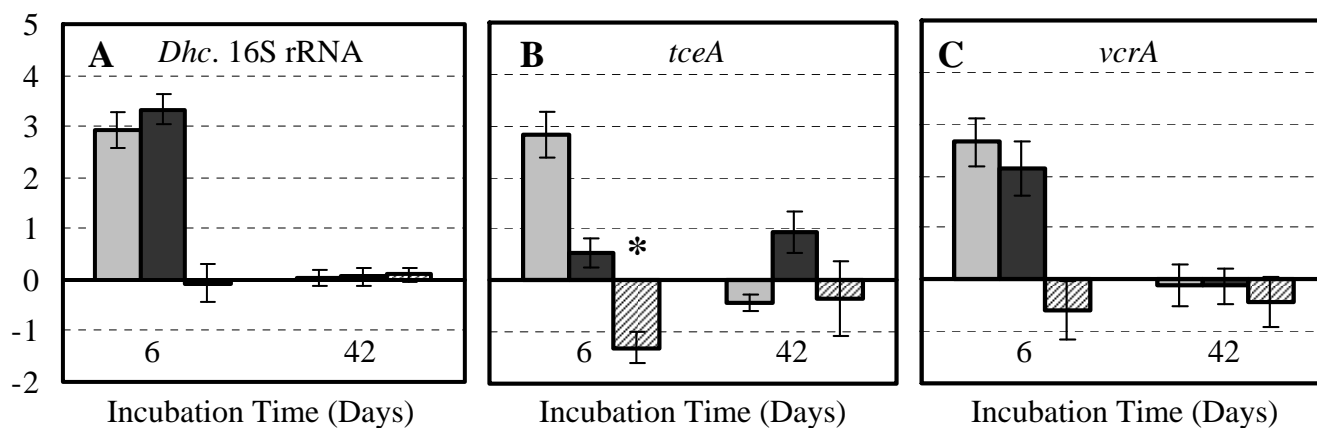 5
4
3
2
1
0
-1
-2
A Dhc. 16S rRNA
6 42
Incubation Time (Days)
B tceA
*
6 42
Incubation Time (Days)
C vcrA
6 42
Incubation Time (Days)